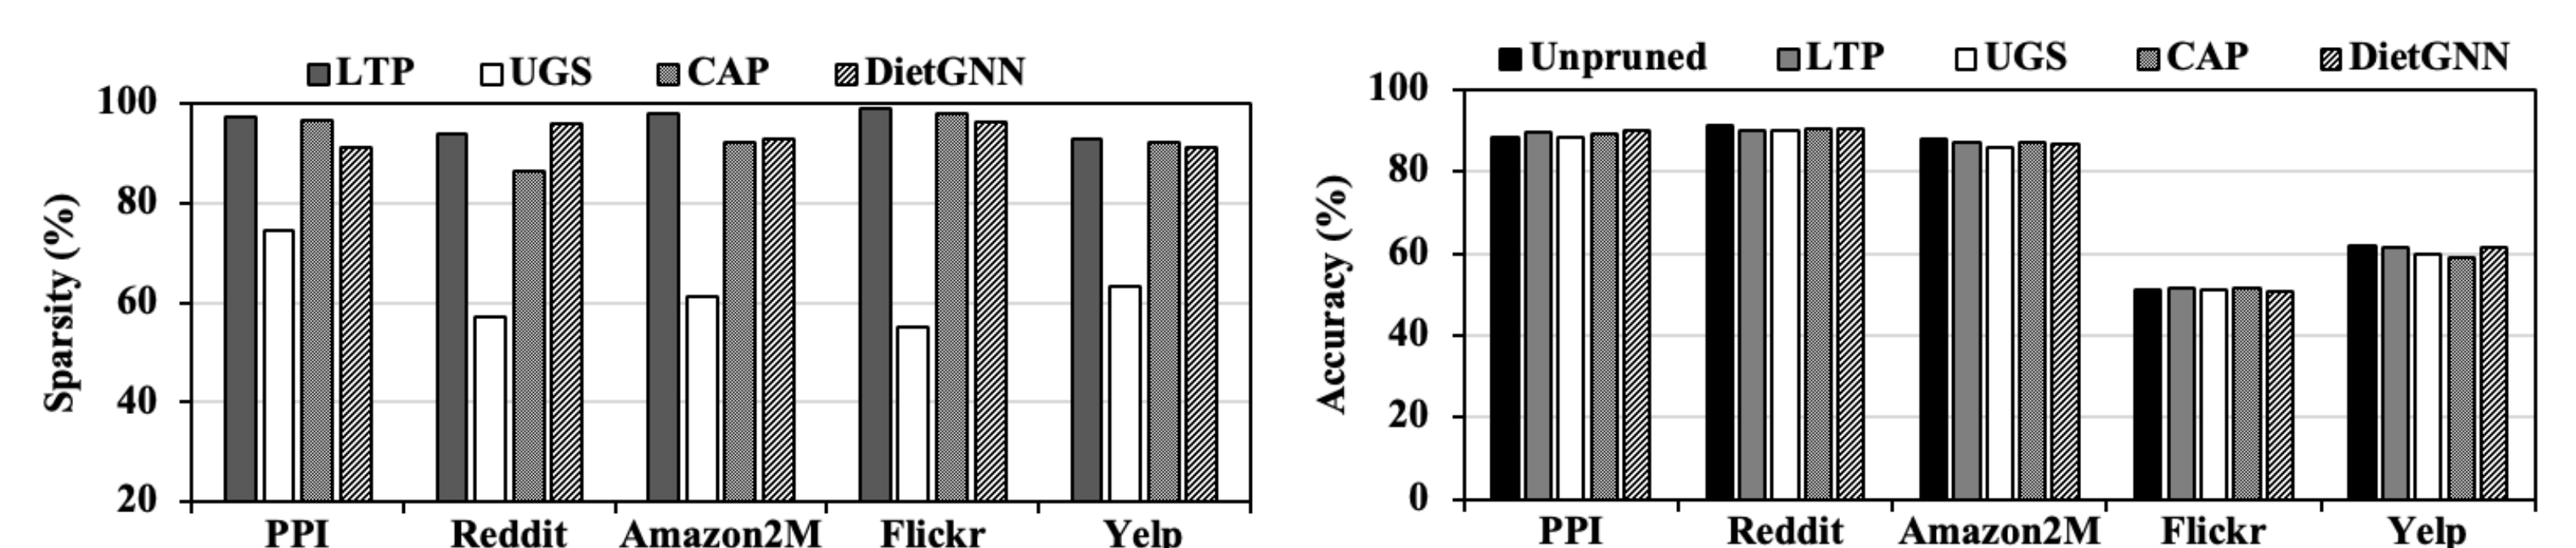 LTP UGS CAP DietGNN
Sparsity (%)
100
80
60
40
20
PPI Reddit Amazon2M Flickr Yelp
Unpruned LTP UGS CAP DietGNN
Accuracy (%)
100
80
60
40
20
0
PPI Reddit Amazon2M Flickr Yelp